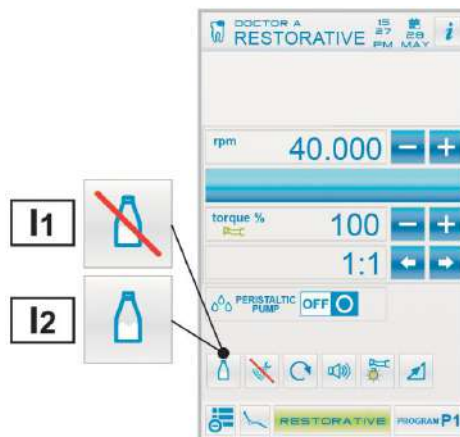 DOCTOR A
RESTORATIVE
15
27
PM
28
MAY
i
rpm 40.000 − +
torque % 100 − +
1:1
PERISTALTIC
PUMP
OFF
I1
I2
RESTORATIVE
PROGRAM P1